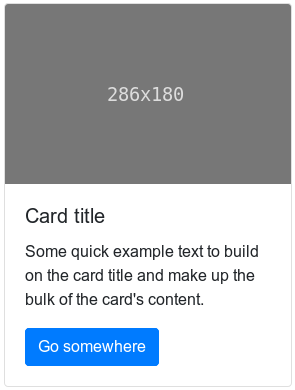 286x180
Card title
Some quick example text to build
on the card title and make up the
bulk of the card's content.
Go somewhere